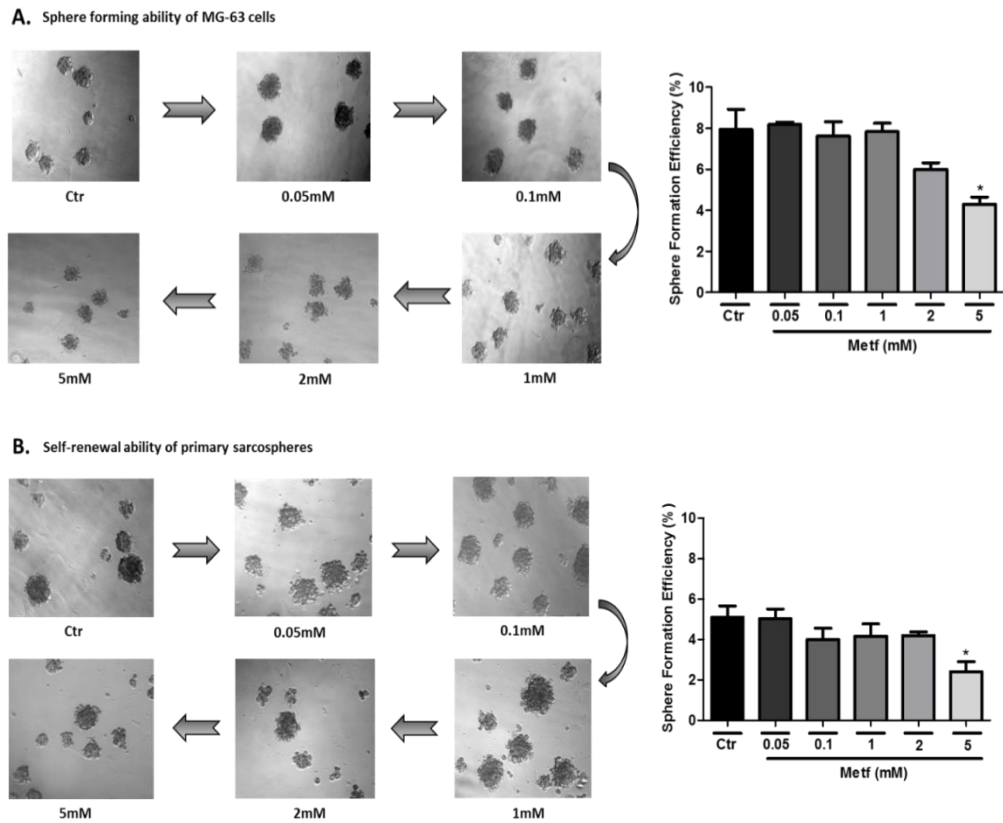 A. Sphere forming ability of MG-63 cells
Ctr
0.05mM
0.1mM
5mM
2mM
1mM
Sphere Formation Efficiency (%)
10
8
6
4
2
0
*
Ctr 0.05 0.1 1 2 5
Metf (mM)
B. Self-renewal ability of primary sarcospheres
Ctr
0.05mM
0.1mM
5mM
2mM
1mM
Sphere Formation Efficiency (%)
10
8
6
4
2
0
*
Ctr 0.05 0.1 1 2 5
Metf (mM)